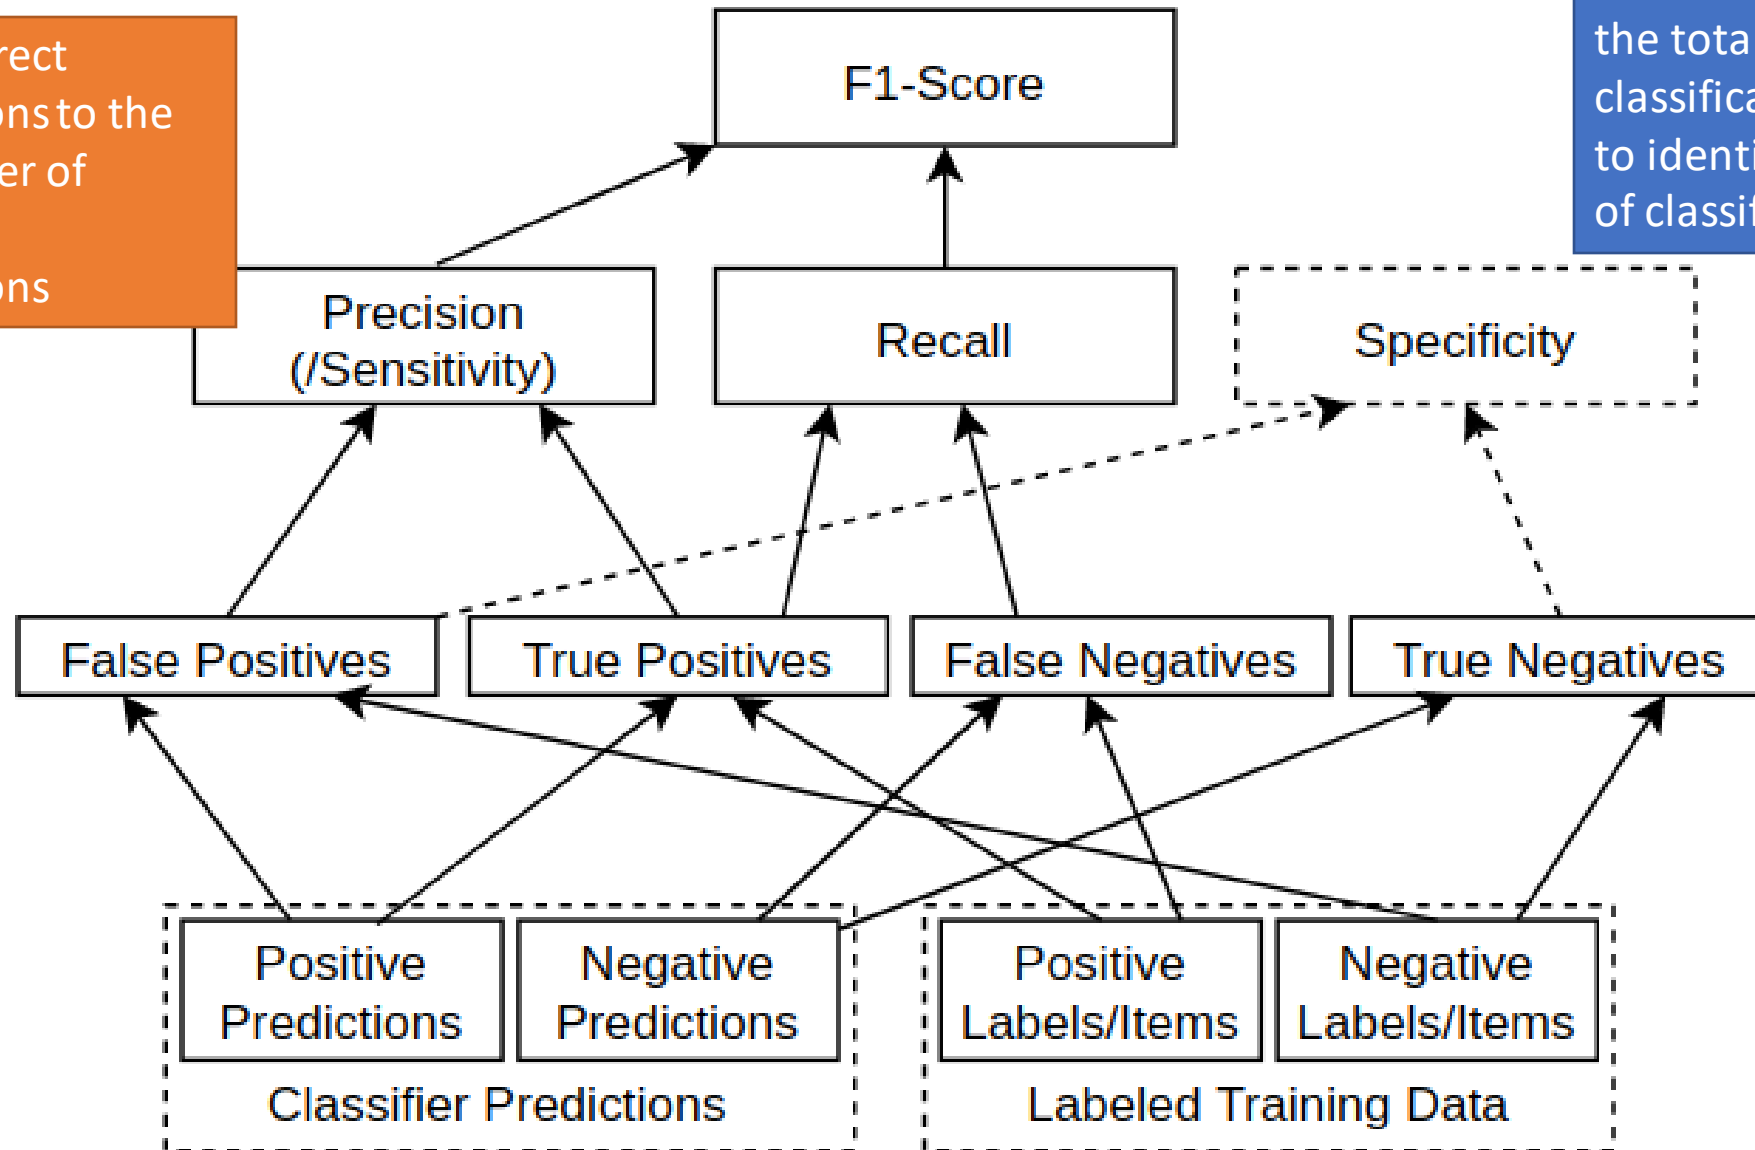 rect
ons to the
er of
ons
the tota
classifica
to identi
of classif
F1-Score
Precision
(/Sensitivity)
Recall
Specificity
False Positives
True Positives
False Negatives
True Negatives
Positive
Predictions
Negative
Predictions
Classifier Predictions
Positive
Labels/Items
Negative
Labels/Items
Labeled Training Data